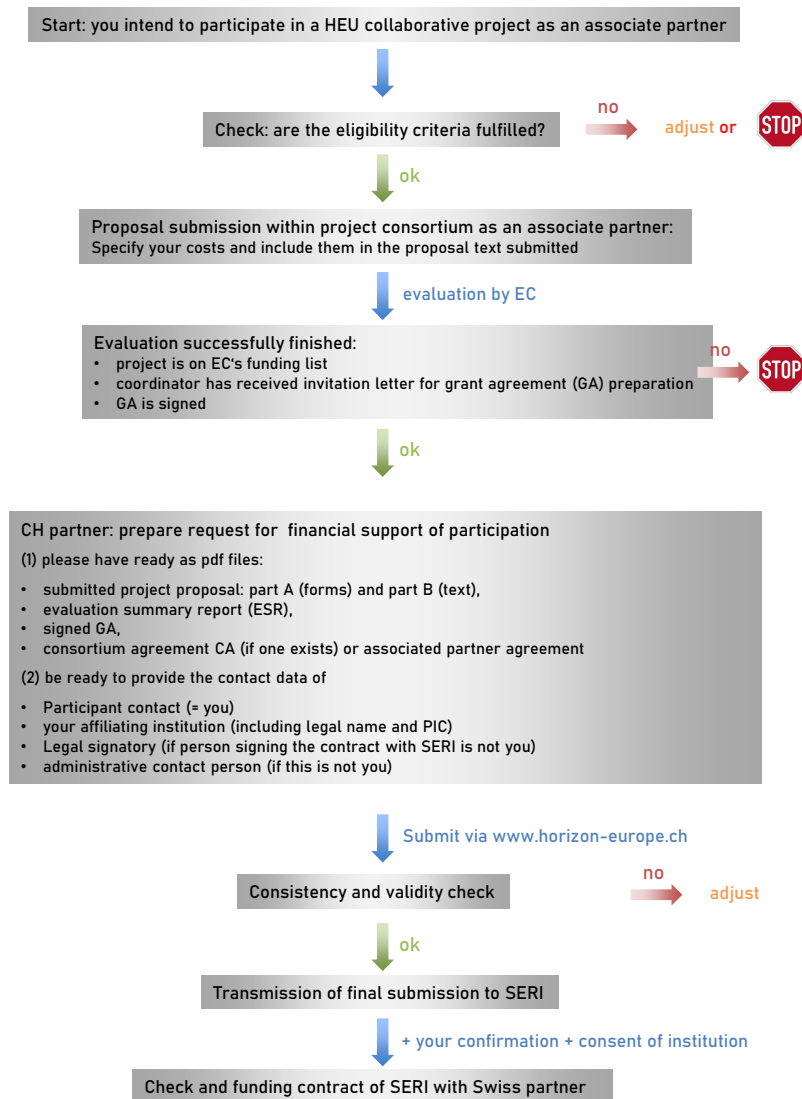 Start: you intend to participate in a HEU collaborative project as an associate partner
no
Check: are the eligibility criteria fulfilled?
adjust or
STOP
ok
Proposal submission within project consortium as an associate partner:
Specify your costs and include them in the proposal text submitted
evaluation by EC
Evaluation successfully finished:
• project is on EC‘s funding list
• coordinator has received invitation letter for grant agreement (GA) preparation
• GA is signed
no
STOP
ok
CH partner: prepare request for financial support of participation
(1) please have ready as pdf files:
• submitted project proposal: part A (forms) and part B (text),
• evaluation summary report (ESR),
• signed GA,
• consortium agreement CA (if one exists) or associated partner agreement
(2) be ready to provide the contact data of
• Participant contact (= you)
• your affiliating institution (including legal name and PIC)
• Legal signatory (if person signing the contract with SERI is not you)
• administrative contact person (if this is not you)
Submit via www.horizon-europe.ch
no
Consistency and validity check
adjust
ok
Transmission of final submission to SERI
+ your confirmation + consent of institution
Check and funding contract of SERI with Swiss partner